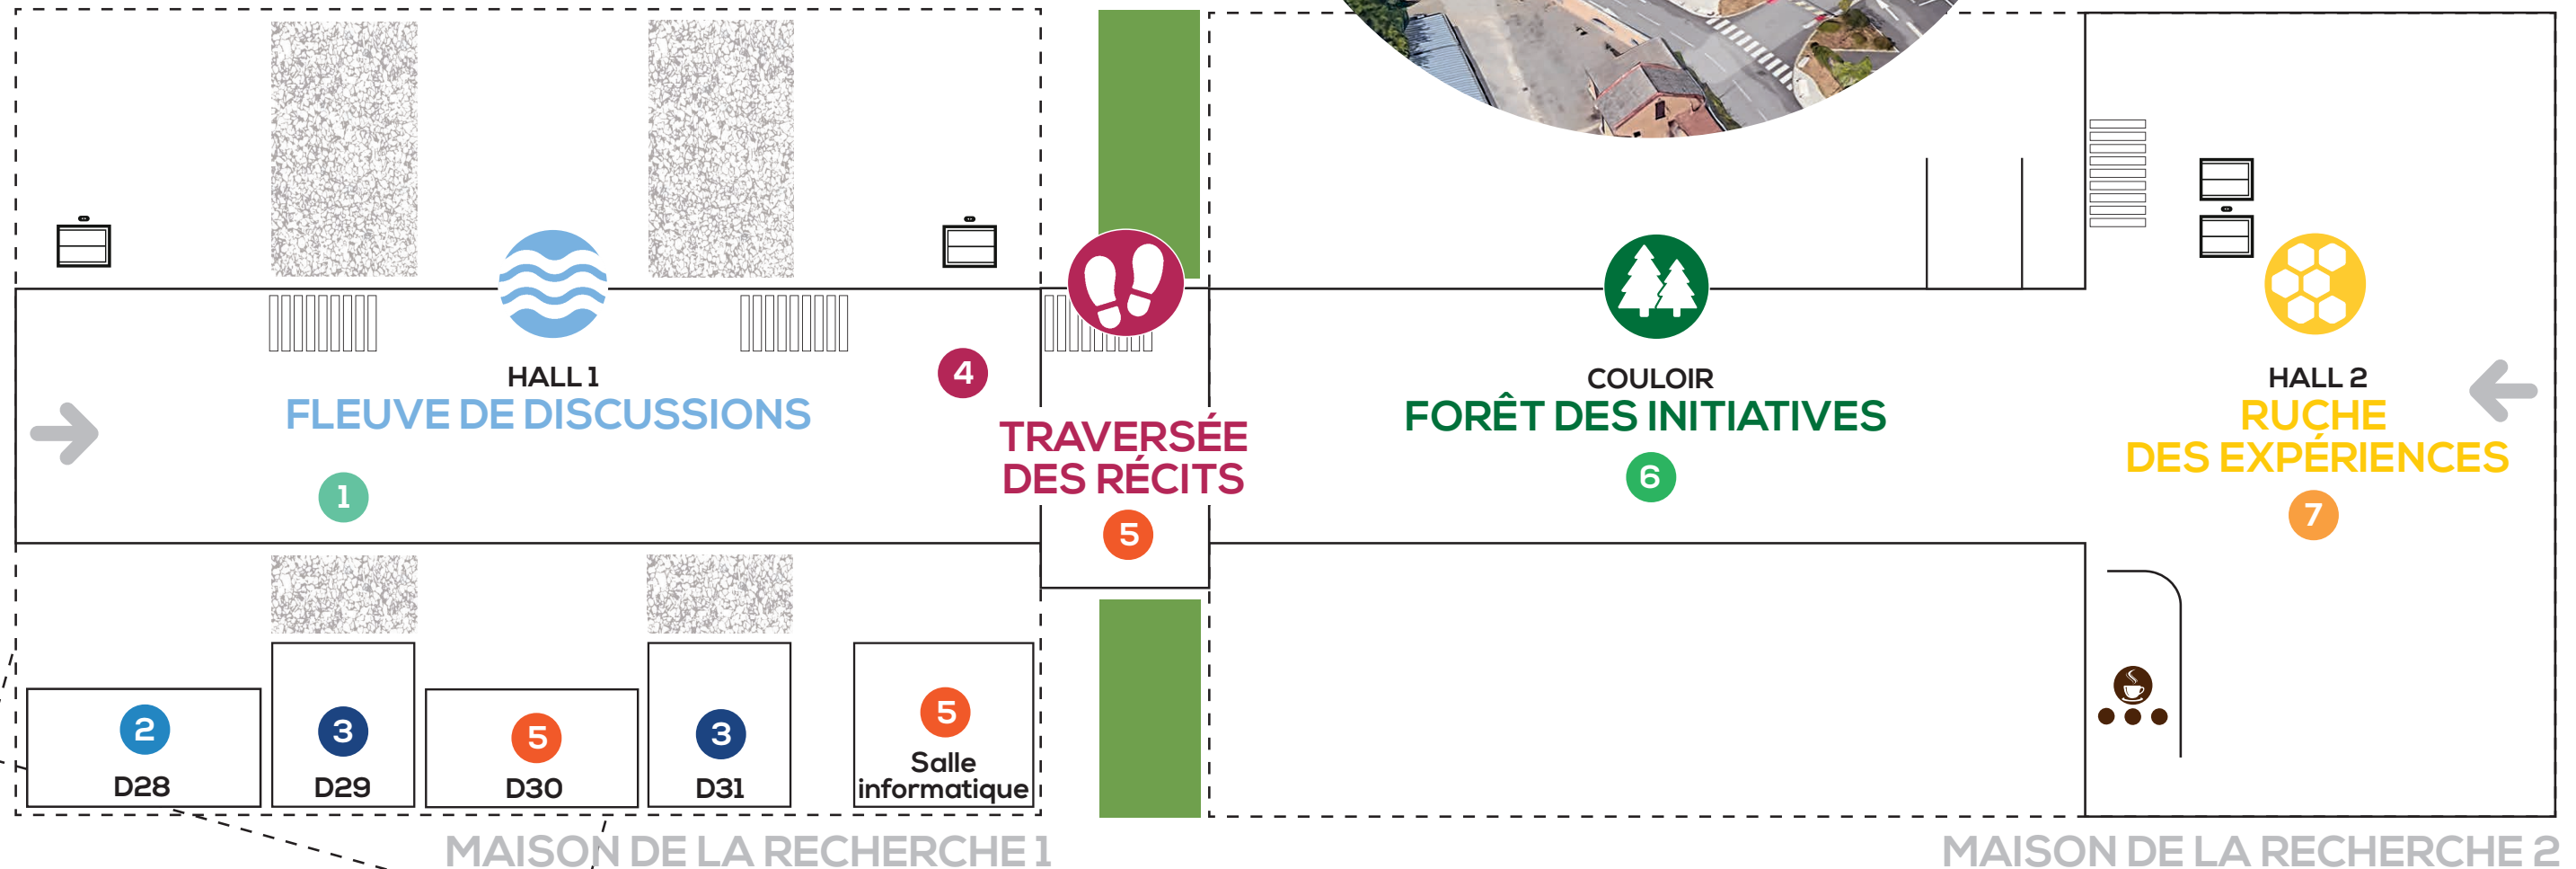 HALL 1
FLEUVE DE DISCUSSIONS
4
1
TRAVERSÉE
DES RÉCITS
5
COULOIR
FORÊT DES INITIATIVES
6
HALL 2
RUCHE
DES EXPÉRIENCES
7
2
D28
3
D29
5
D30
3
D31
5
Salle
informatique
MAISON DE LA RECHERCHE 1
MAISON DE LA RECHERCHE 2